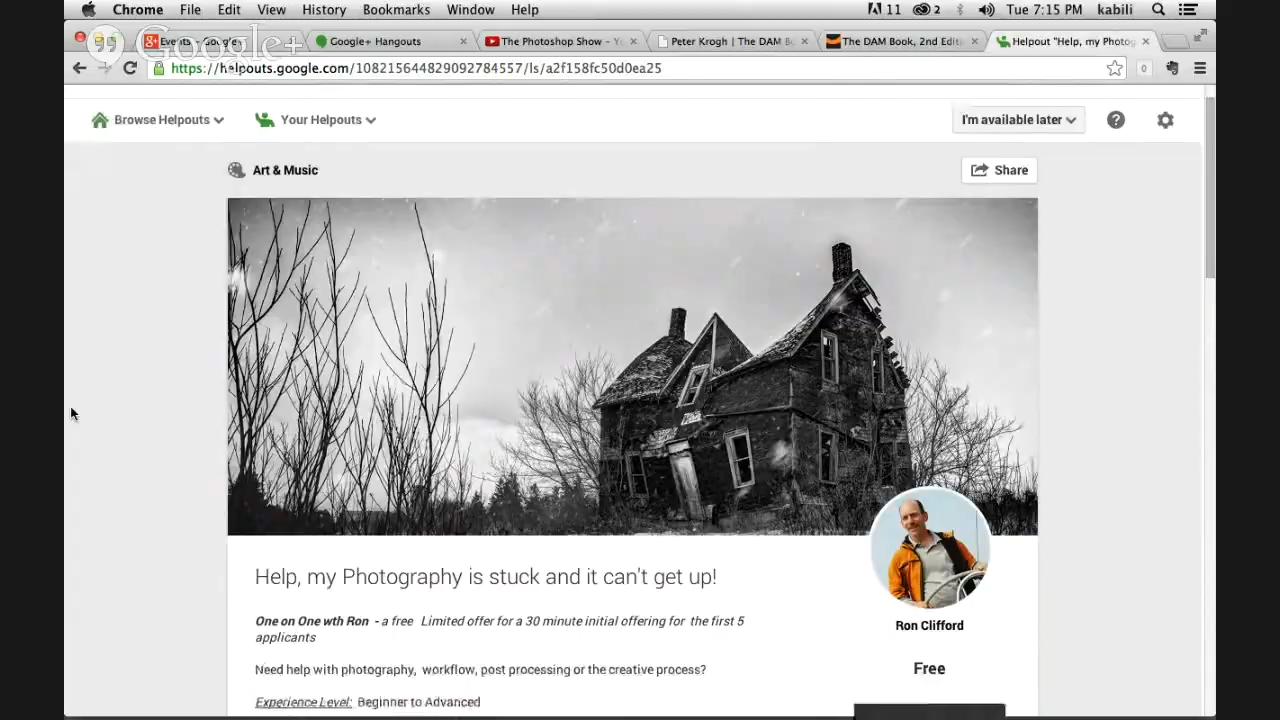 Chrome File Edit View History Bookmarks Window Help 11 2 Tue 7:15 PM kabili
Google+
Events - Google+ Hangouts The Photoshop Show - Y Peter Krogh | The DAM B The DAM Book, 2nd Editi Helpout "Help, my Photog
https://helpouts.google.com/108215644829092784557/ls/a2f158fc50d0ea25 0
Browse Helpouts Your Helpouts I'm available later ?
Art & Music Share
Help, my Photography is stuck and it can't get up!
One on One wth Ron - a free Limited offer for a 30 minute initial offering for the first 5
applicants
Ron Clifford
Need help with photography, workflow, post processing or the creative process?
Free
Experience Level: Beginner to Advanced